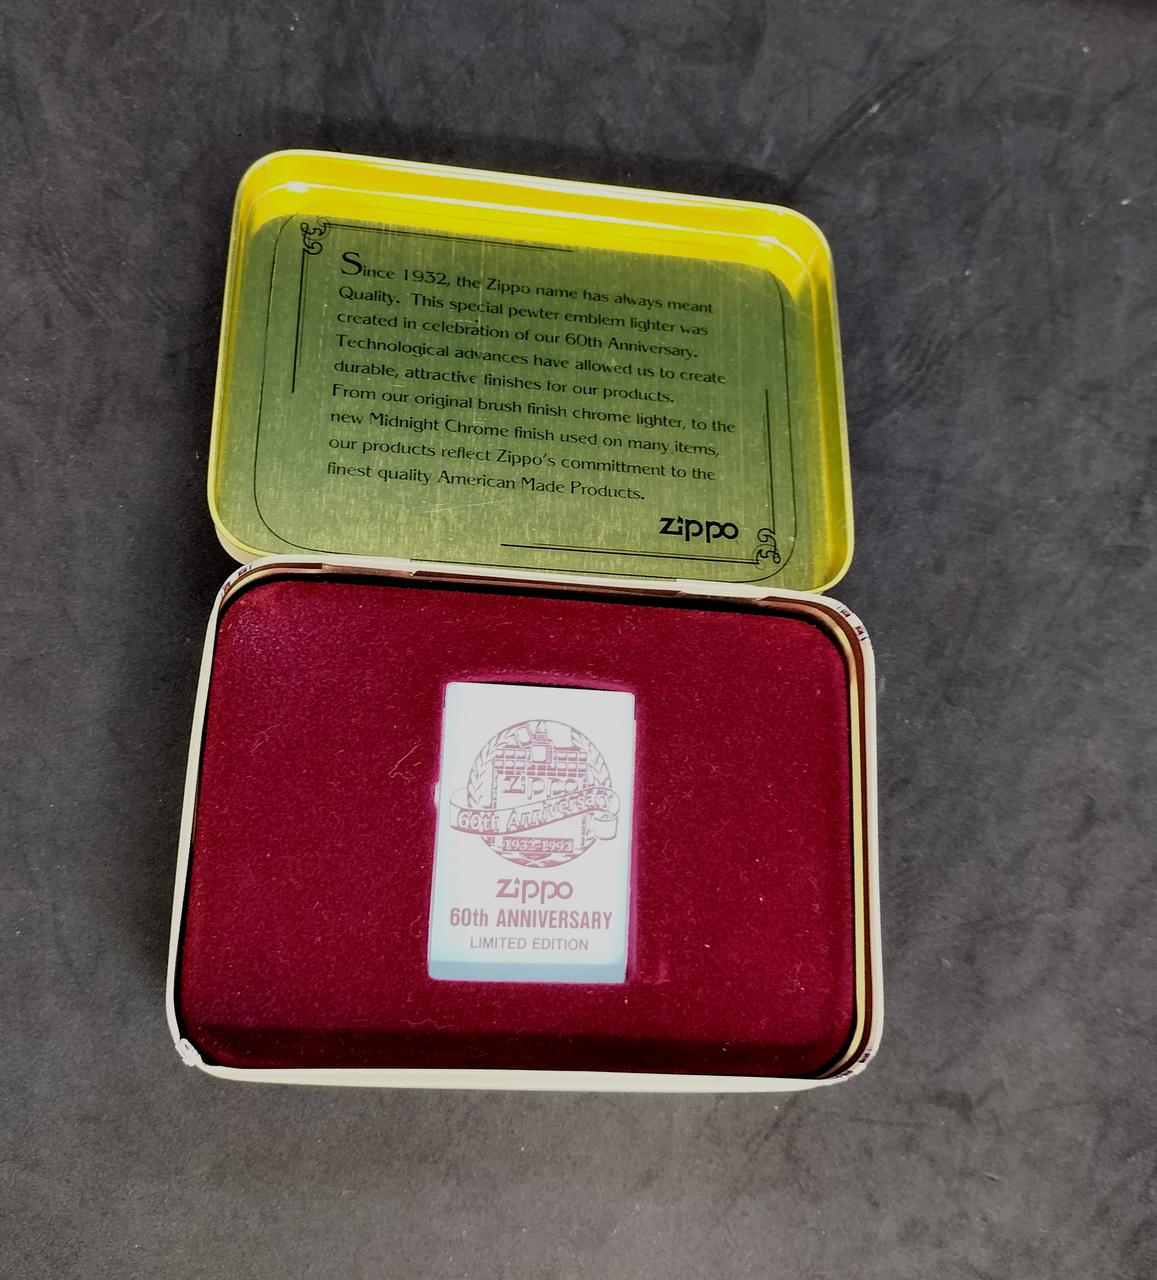 Since 1932, the Zippo name has always meant
Quality. This special pewter emblem lighter was
created in celebration of our 60th Anniversary.
Technological advances have allowed us to create
durable, attractive finishes for our products.
From our original brush finish chrome lighter, to the
new Midnight Chrome finish used on many items,
our products reflect Zippo's committment to the
finest quality American Made Products.
Zippo
Zippo
60th Anniversary
1932-1992
Zippo
60th ANNIVERSARY
LIMITED EDITION